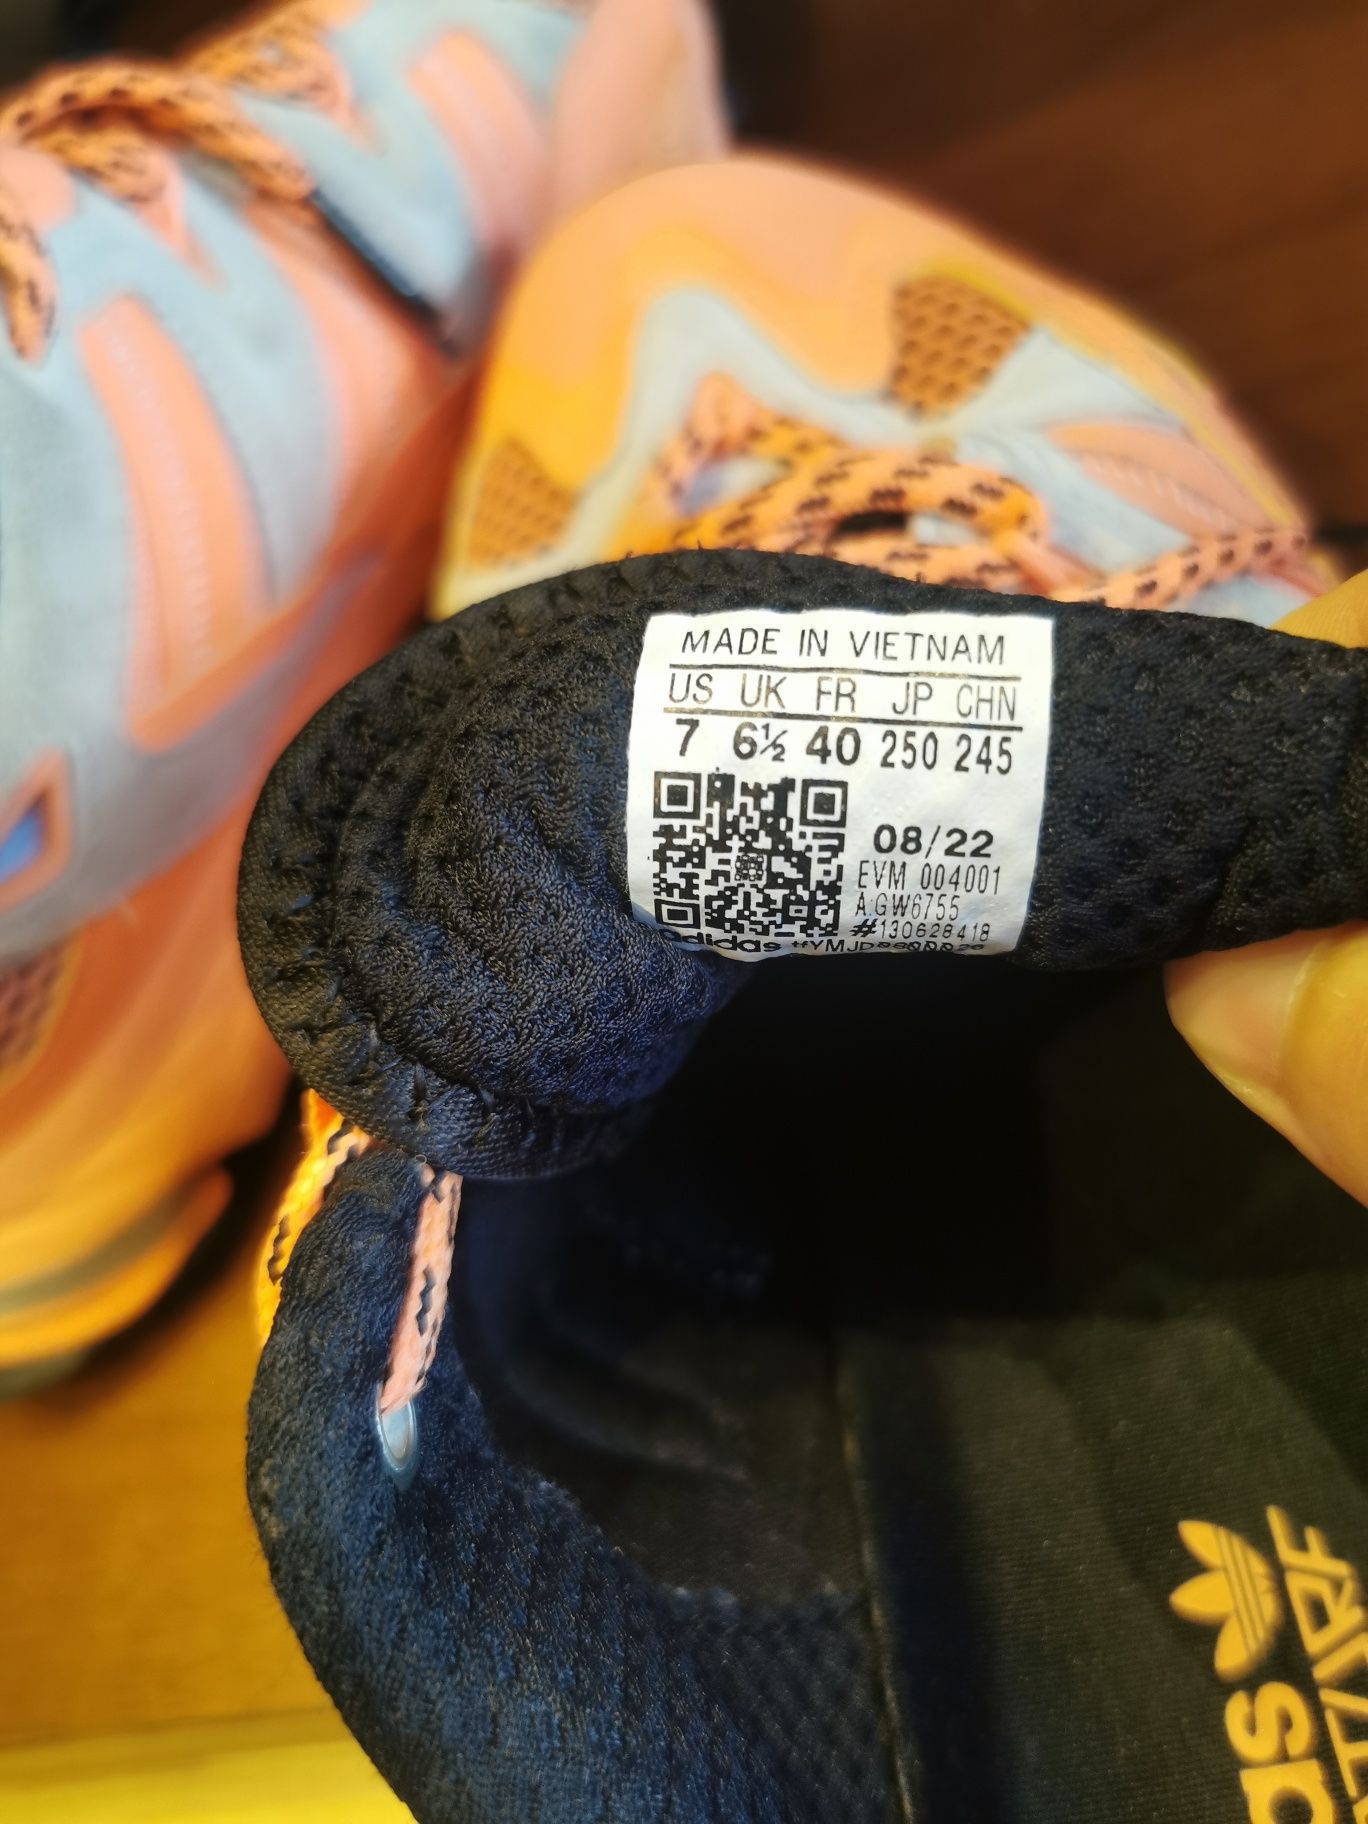 MADE IN VIETNAM
US UK FR JP CHN
7 6½ 40 250 245
08/22
EVM 004001
A:GW6755
#130628418
adidas